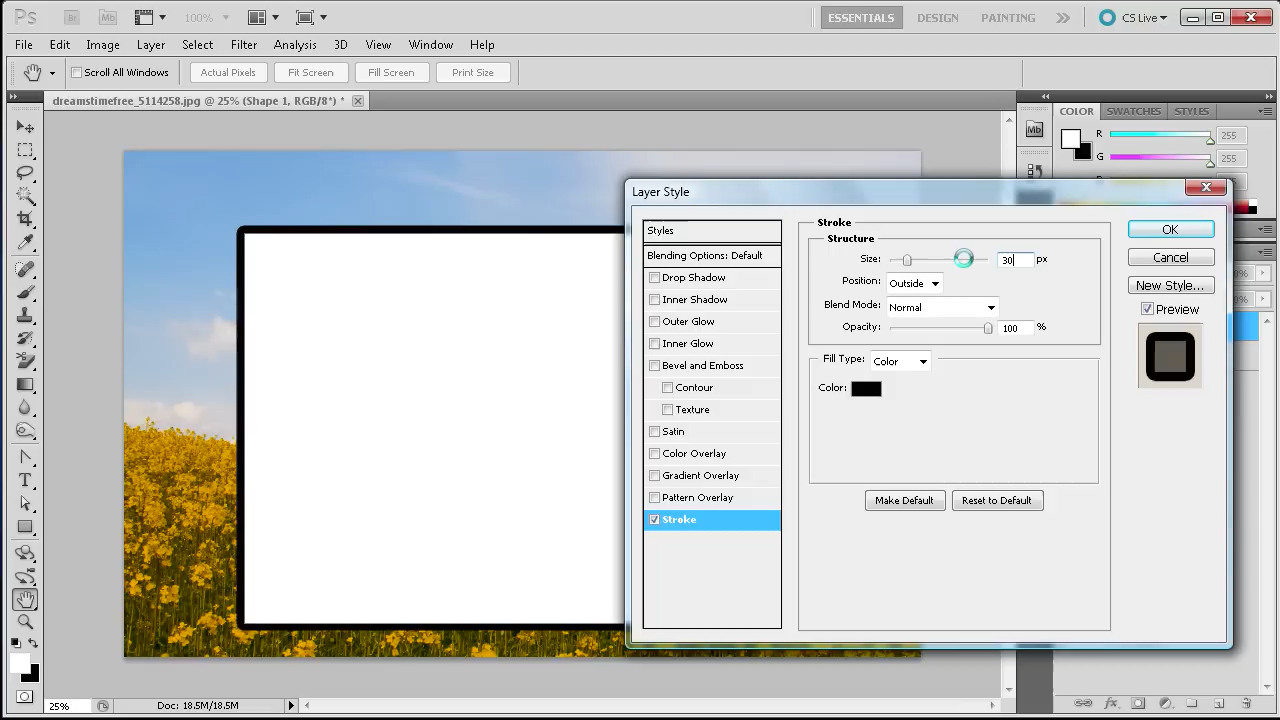 Ps Br Mb 100% ESSENTIALS DESIGN PAINTING CS Live
File Edit Image Layer Select Filter Analysis 3D View Window Help
Scroll All Windows Actual Pixels Fit Screen Fill Screen Print Size
dreamstimefree_5114258.jpg @ 25% (Shape 1, RGB/8*) *
COLOR SWATCHES STYLES
Mb
R 255
G 255
Layer Style
Styles
Blending Options: Default
Drop Shadow
Inner Shadow
Outer Glow
Inner Glow
Bevel and Emboss
Contour
Texture
Satin
Color Overlay
Gradient Overlay
Pattern Overlay
Stroke
Stroke
Structure
Size: 30 px
Position: Outside
Blend Mode: Normal
Opacity: 100 %
Fill Type: Color
Color:
Make Default Reset to Default
OK
Cancel
New Style...
Preview
T
25% Doc: 18.5M/18.5M
fx